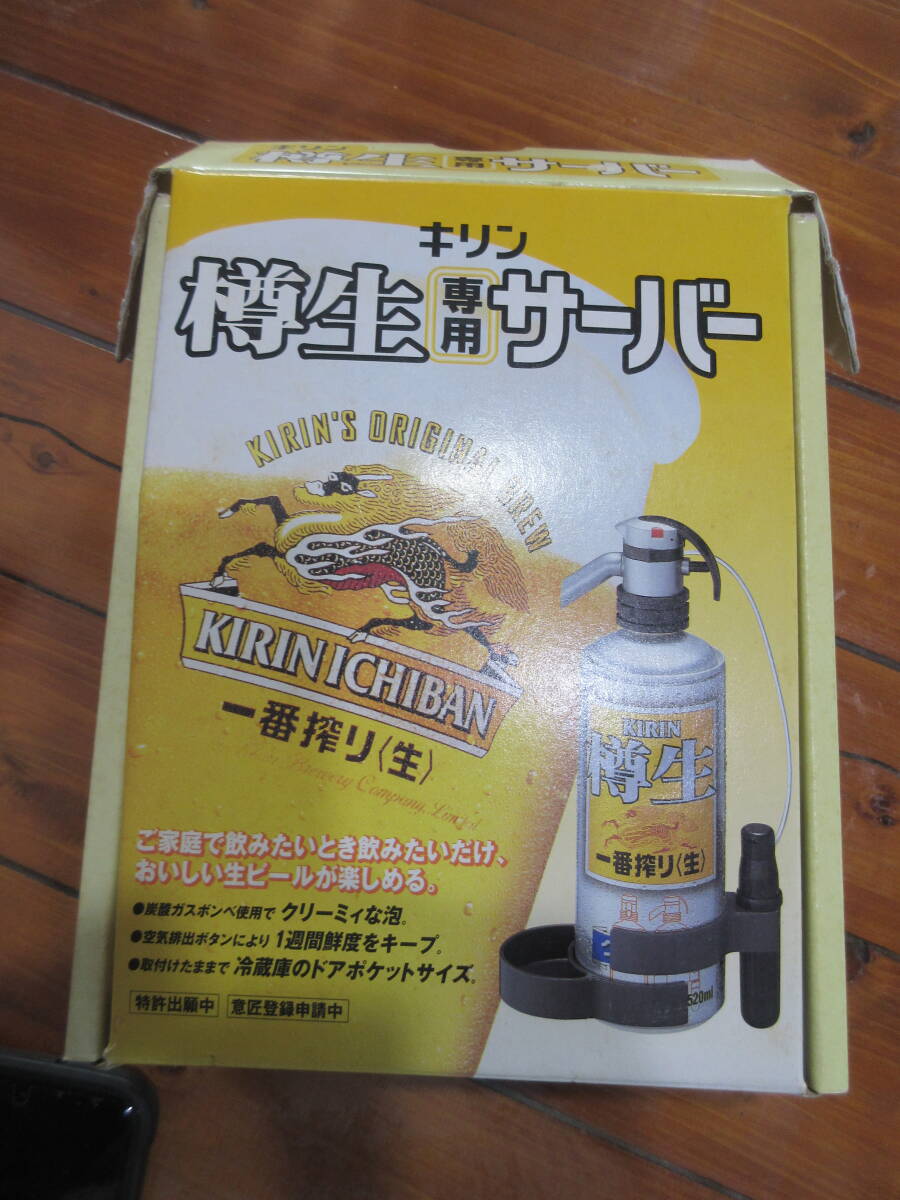 キリン
樽生専用サーバー
キリン
樽生専用サーバー
KIRIN'S ORIGINAL BREW
KIRIN ICHIBAN
一番搾り〈生〉
Brewery Company, Limited
KIRIN
樽生
一番搾り〈生〉
520ml
ご家庭で飲みたいとき飲みたいだけ、
おいしい生ビールが楽しめる。
●炭酸ガスボンベ使用でクリーミィな泡。
●空気排出ボタンにより1週間鮮度をキープ。
●取付けたままで冷蔵庫のドアポケットサイズ。
特許出願中 意匠登録申請中